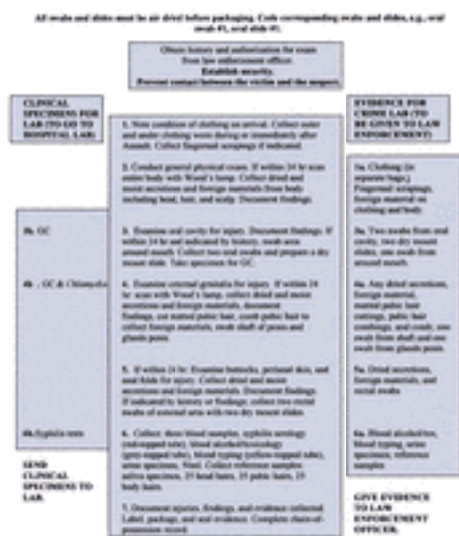 All swabs and slides must be air dried before packaging. Code corresponding swabs and slides, e.g., oral
swab #1, oral slide #1.
Obtain history and authorization for exam
from law enforcement officer.
Establish security.
Prevent contact between the victim and the suspect.
CLINICAL
SPECIMENS FOR
LAB (TO GO TO
HOSPITAL LAB)
3b. GC
4b. GC & Chlamydia
6b. Syphilis tests
SEND
CLINICAL
SPECIMENS TO
LAB.
1. Note condition of clothing on arrival. Collect outer
and under clothing worn during or immediately after
Assault. Collect fingernail scrapings if indicated.
2. Conduct general physical exam. If within 24 hr scan
entire body with Wood's lamp. Collect dried and
moist secretions and foreign materials from body
including head, hair, and scalp. Document findings.
3. Examine oral cavity for injury. Document findings. If
within 24 hr and indicated by history, swab area
around mouth. Collect two oral swabs and prepare a dry
mount slide. Take specimen for GC.
4. Examine external genitalia for injury. If within 24
hr: scan with Wood's lamp, collect dried and moist
secretions and foreign materials, document
findings, cut matted pubic hair, comb pubic hair to
collect foreign materials, swab shaft of penis and
glands penis.
5. If within 24 hr: Examine buttocks, perianal skin, and
anal folds for injury. Collect dried and moist
secretions and foreign materials. Document findings.
If indicated by history or findings: collect two rectal
swabs of external area with two dry mount slides.
6. Collect: three blood samples, syphilis serology
(red-topped tube), blood alcohol/toxicology
(grey-topped tube), blood typing (yellow-topped tube),
urine specimen, Collect reference samples:
saliva specimen, 25 head hairs, 25 pubic hairs, 25
body hairs.
7. Document injuries, findings, and evidence collected.
Label, package, and seal evidence. Complete chain-of-
possession record.
EVIDENCE FOR
CRIME LAB (TO
BE GIVEN TO LAW
ENFORCEMENT)
1a. Clothing (in
separate bags),
Fingernail scrapings,
foreign material on
clothing and body.
3a. Two swabs from oral
cavity, two dry mount
slides, one swab from
around mouth.
4a. Any dried secretions,
foreign material,
matted pubic hair
cuttings, pubic hair
combings, and comb, one
swab from shaft and one
swab from glands penis.
5a. Dried secretions,
foreign materials, and
rectal swabs.
6a. Blood alcohol/tox,
blood typing, urine
specimen, reference
samples
GIVE EVIDENCE
TO LAW
ENFORCEMENT
OFFICER.